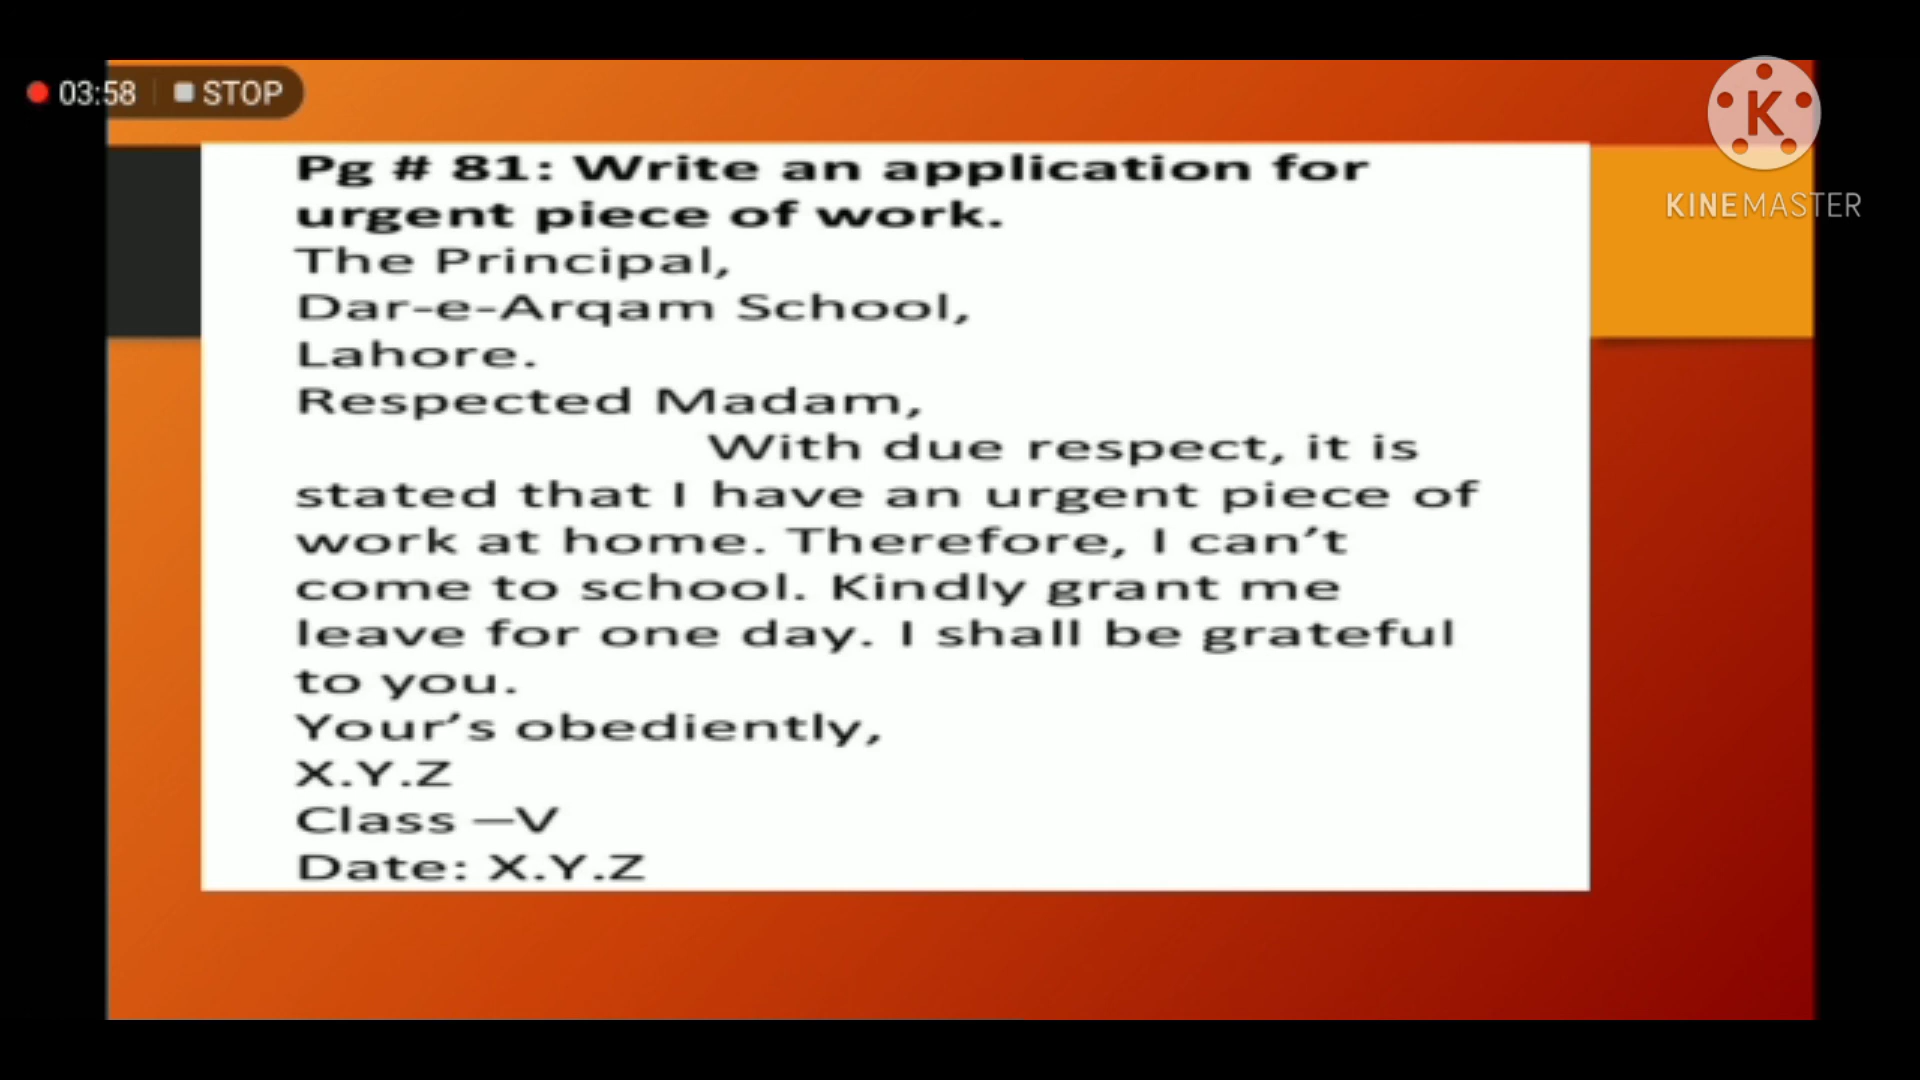 03:58 STOP
K
KINEMASTER
Pg # 81: Write an application for
urgent piece of work.
The Principal,
Dar-e-Arqam School,
Lahore.
Respected Madam,
With due respect, it is
stated that I have an urgent piece of
work at home. Therefore, I can’t
come to school. Kindly grant me
leave for one day. I shall be grateful
to you.
Your’s obediently,
X.Y.Z
Class –V
Date: X.Y.Z